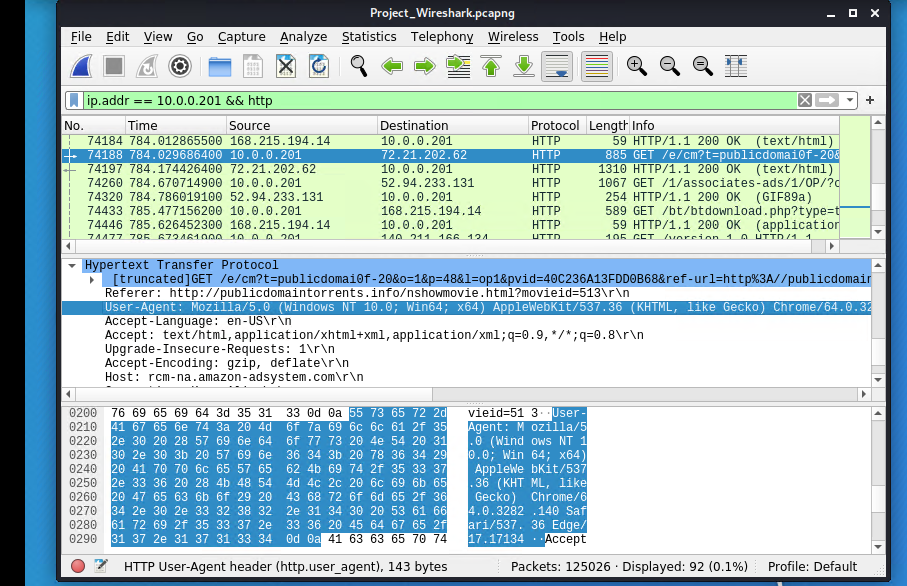 Project_Wireshark.pcapng
File Edit View Go Capture Analyze Statistics Telephony Wireless Tools Help
ip.addr == 10.0.0.201 && http
No. Time Source Destination Protocol Length Info
74184 784.012865500 168.215.194.14 10.0.0.201 HTTP 59 HTTP/1.1 200 OK (text/html)
74188 784.029686400 10.0.0.201 72.21.202.62 HTTP 885 GET /e/cm?t=publicdomai0f-20&
74197 784.174426400 72.21.202.62 10.0.0.201 HTTP 1310 HTTP/1.1 200 OK (text/html)
74260 784.670714900 10.0.0.201 52.94.233.131 HTTP 1067 GET /1/associates-ads/1/OP/?c
74320 784.786019100 52.94.233.131 10.0.0.201 HTTP 254 HTTP/1.1 200 OK (GIF89a)
74433 785.477156200 10.0.0.201 168.215.194.14 HTTP 589 GET /bt/btdownload.php?type=t
74446 785.626452300 168.215.194.14 10.0.0.201 HTTP 59 HTTP/1.1 200 OK (application
74477 785.673461900 10.0.0.201 140.211.166.134 HTTP 195 GET /version 1.0 HTTP/1.1
Hypertext Transfer Protocol
[truncated]GET /e/cm?t=publicdomai0f-20&o=1&p=48&l=op1&pvid=40C236A13FDD0B68&ref-url=http%3A//publicdomain
Referer: http://publicdomaintorrents.info/nshowmovie.html?movieid=513\r\n
User-Agent: Mozilla/5.0 (Windows NT 10.0; Win64; x64) AppleWebKit/537.36 (KHTML, like Gecko) Chrome/64.0.32
Accept-Language: en-US\r\n
Accept: text/html,application/xhtml+xml,application/xml;q=0.9,*/*;q=0.8\r\n
Upgrade-Insecure-Requests: 1\r\n
Accept-Encoding: gzip, deflate\r\n
Host: rcm-na.amazon-adsystem.com\r\n
0200 76 69 65 69 64 3d 35 31 33 0d 0a 55 73 65 72 2d vieid=51 3··User-
0210 41 67 65 6e 74 3a 20 4d 6f 7a 69 6c 6c 61 2f 35 Agent: M ozilla/5
0220 2e 30 20 28 57 69 6e 64 6f 77 73 20 4e 54 20 31 .0 (Wind ows NT 1
0230 30 2e 30 3b 20 57 69 6e 36 34 3b 20 78 36 34 29 0.0; Win 64; x64)
0240 20 41 70 70 6c 65 57 65 62 4b 69 74 2f 35 33 37 AppleWe bKit/537
0250 2e 33 36 20 28 4b 48 54 4d 4c 2c 20 6c 69 6b 65 .36 (KHT ML, like
0260 20 47 65 63 6b 6f 29 20 43 68 72 6f 6d 65 2f 36 Gecko) Chrome/6
0270 34 2e 30 2e 33 32 38 32 2e 31 34 30 20 53 61 66 4.0.3282 .140 Saf
0280 61 72 69 2f 35 33 37 2e 33 36 20 45 64 67 65 2f ari/537. 36 Edge/
0290 31 37 2e 31 37 31 33 34 0d 0a 41 63 63 65 70 74 17.17134 ··Accept
HTTP User-Agent header (http.user_agent), 143 bytes Packets: 125026 · Displayed: 92 (0.1%) Profile: Default